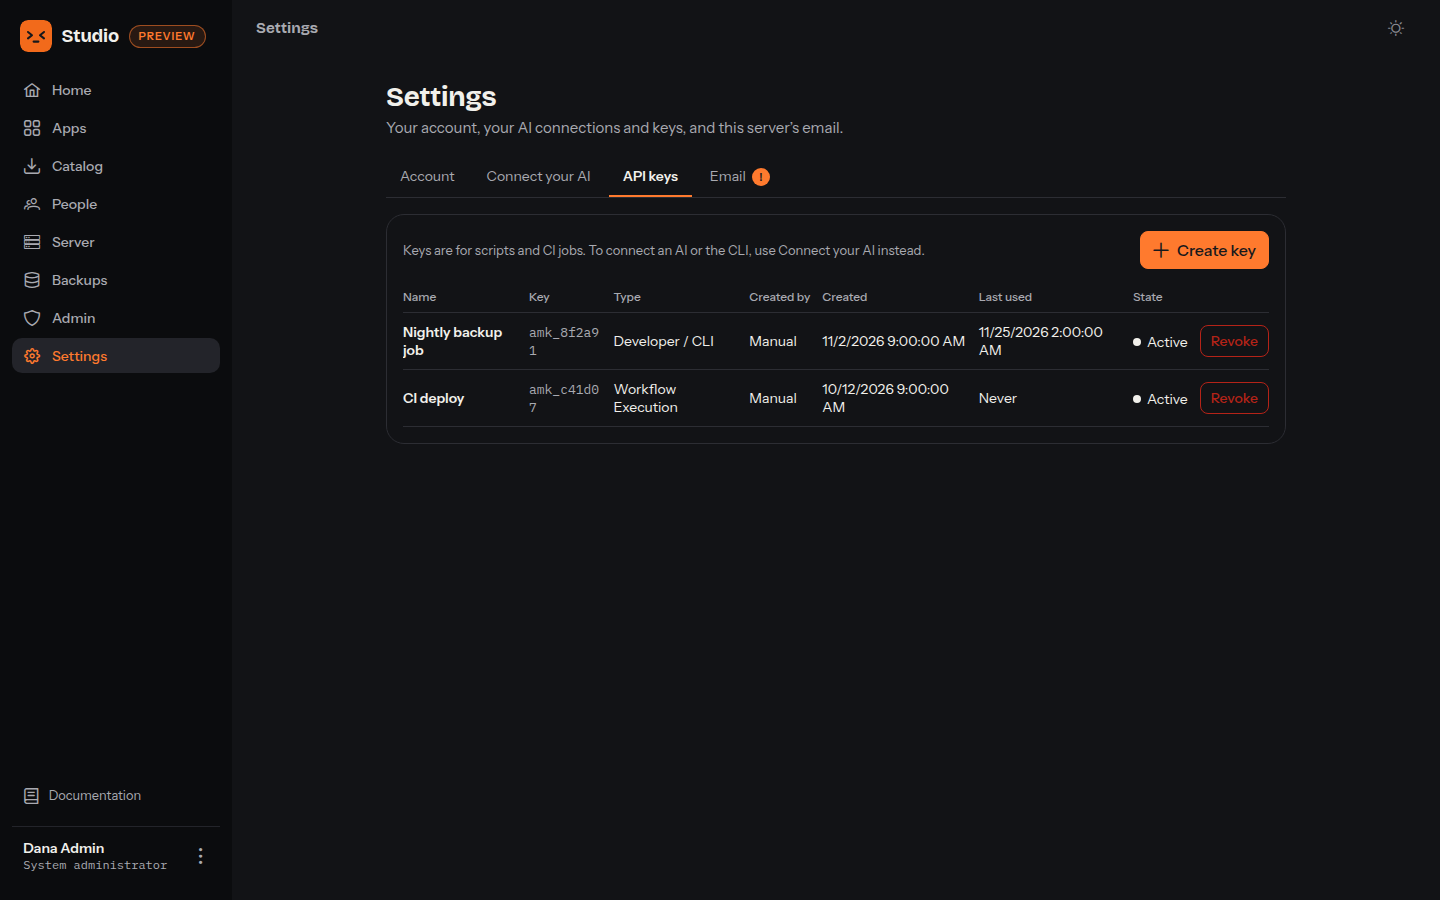 Studio PREVIEW
Home
Apps
Catalog
People
Server
Backups
Admin
Settings
Documentation
Dana Admin
System administrator
Settings
Settings
Your account, your AI connections and keys, and this server's email.
Account Connect your AI API keys Email !
Keys are for scripts and CI jobs. To connect an AI or the CLI, use Connect your AI instead.
Create key
Name Key Type Created by Created Last used State
Nightly backup job amk_8f2a91 Developer / CLI Manual 11/2/2026 9:00:00 AM 11/25/2026 2:00:00 AM Active Revoke
CI deploy amk_c41d07 Workflow Execution Manual 10/12/2026 9:00:00 AM Never Active Revoke